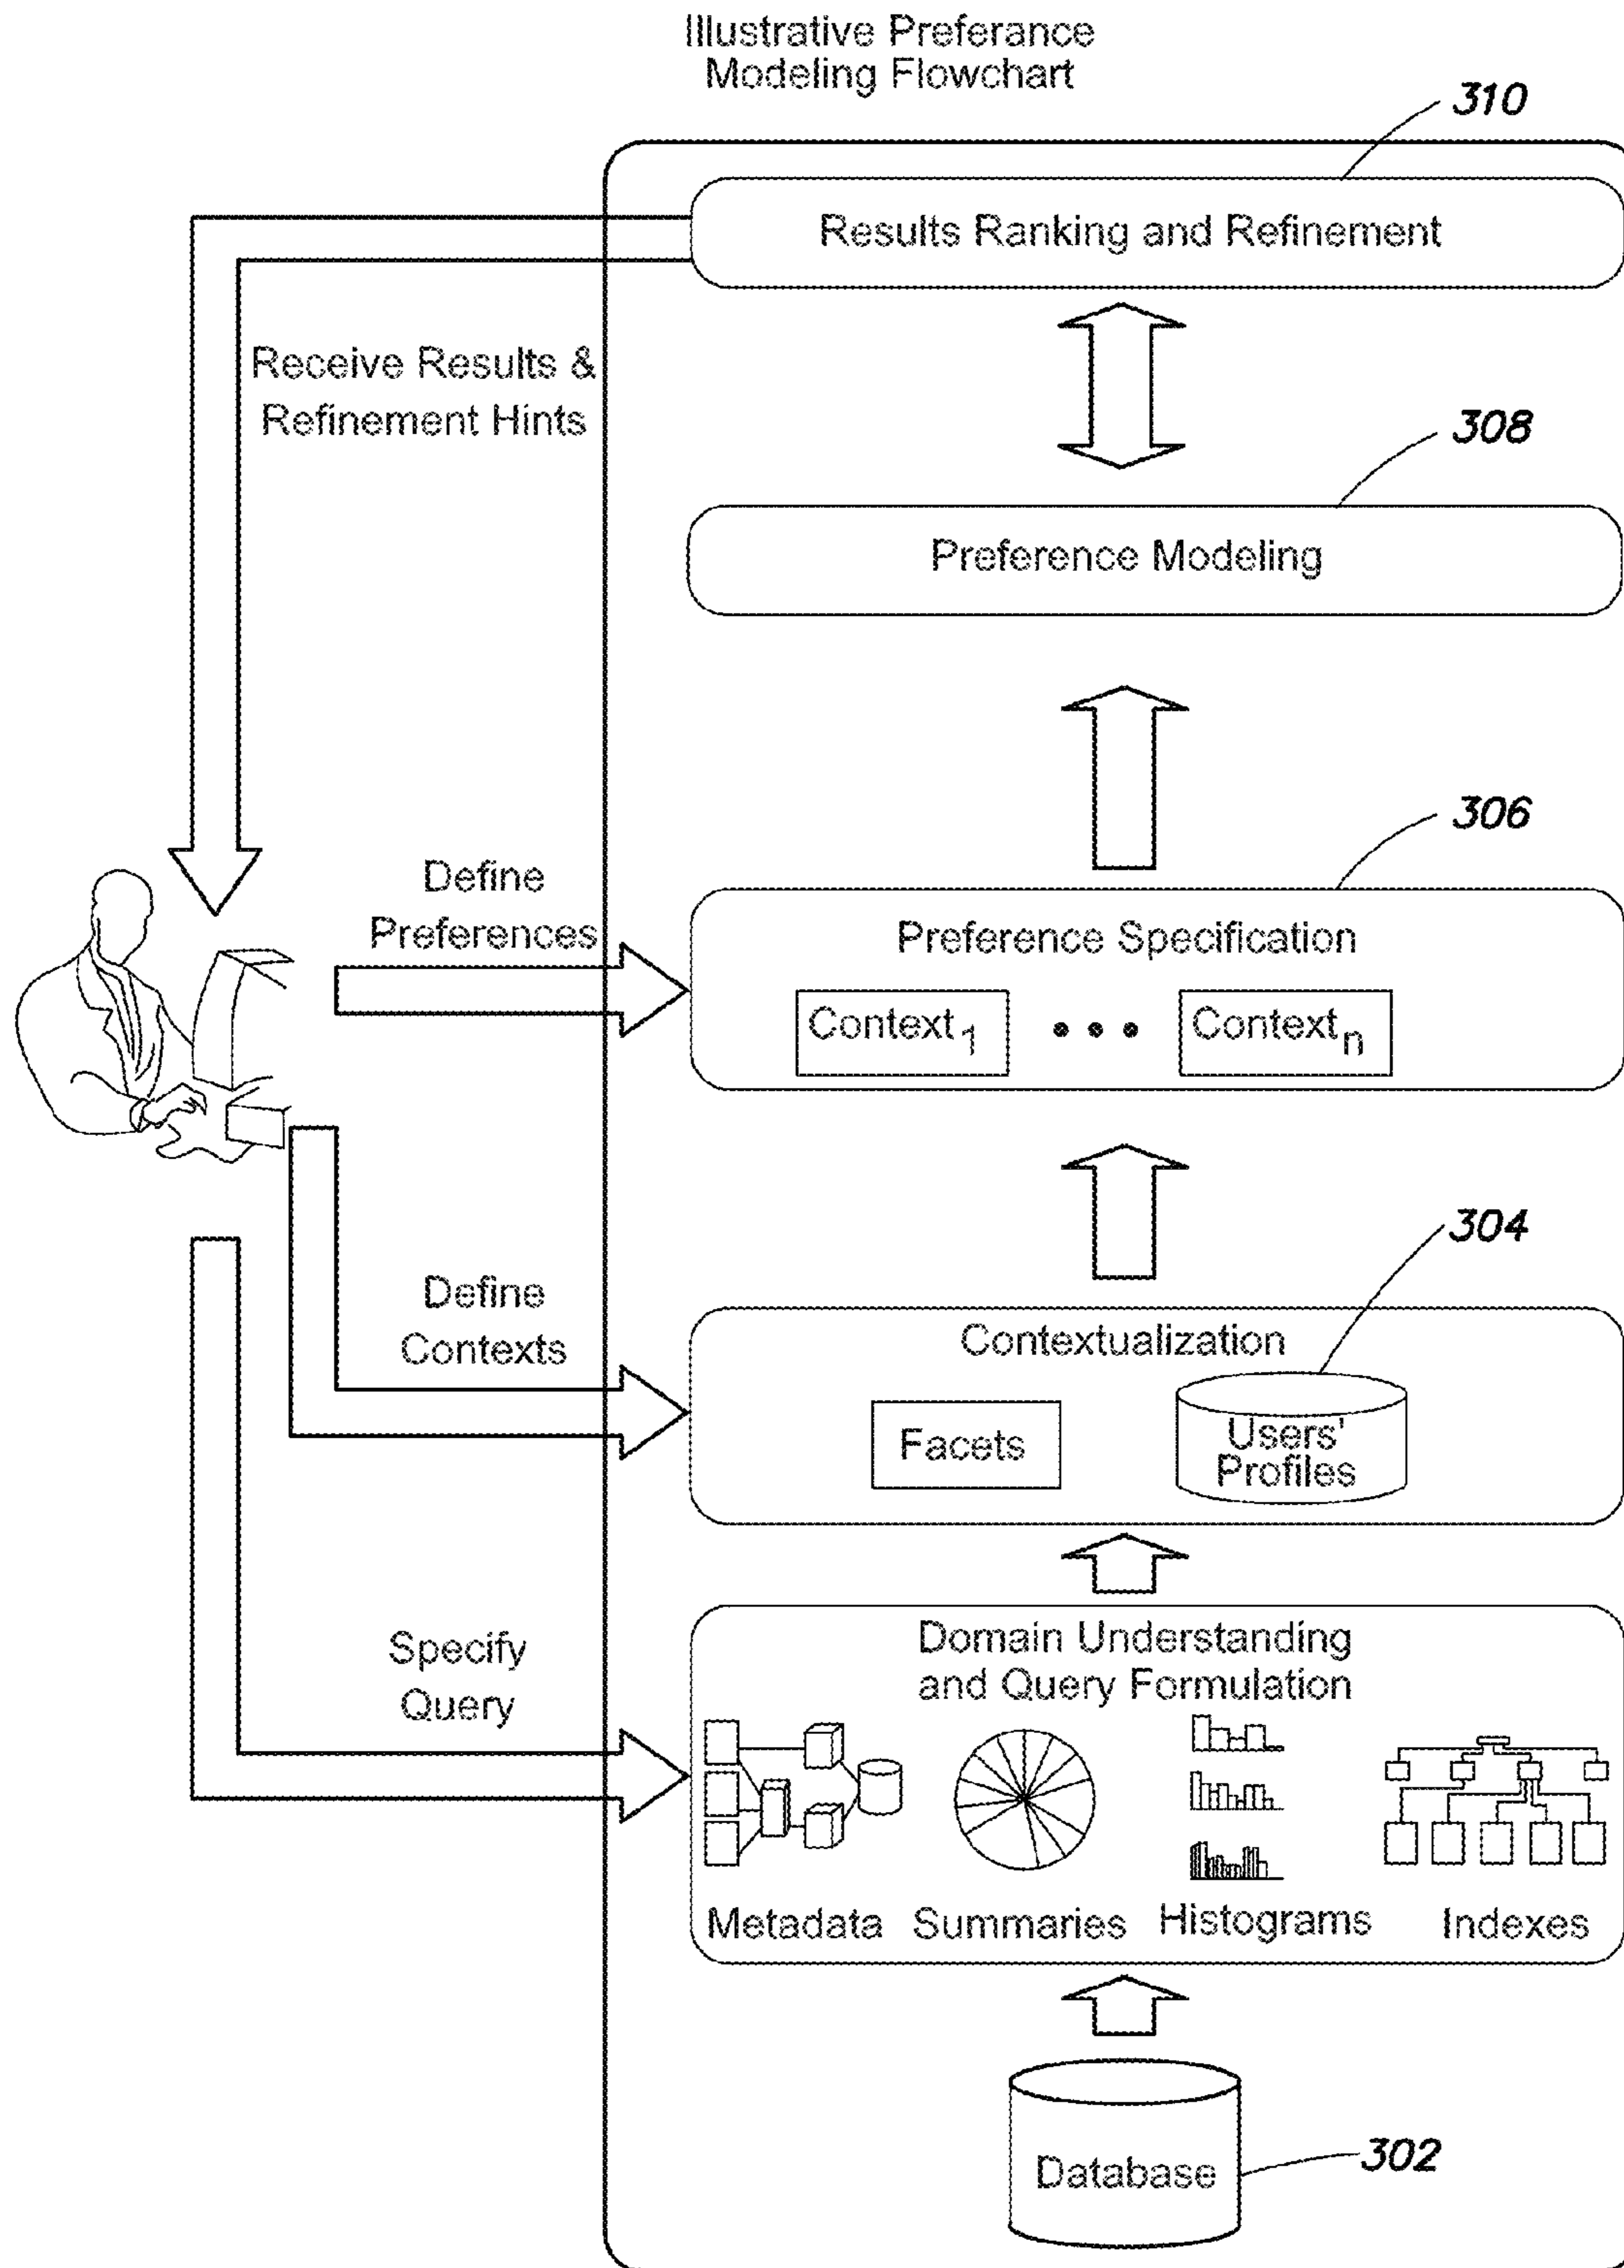 Illustrative Preferance
Modeling Flowchart
310
Results Ranking and Refinement
Receive Results &
Refinement Hints
308
Preference Modeling
306
Define
Preferences
Preference Specification
Context1 • • • Contextn
304
Define
Contexts
Contextualization
Facets
Users'
Profiles
Specify
Query
Domain Understanding
and Query Formulation
Metadata Summaries Histograms Indexes
Database
302